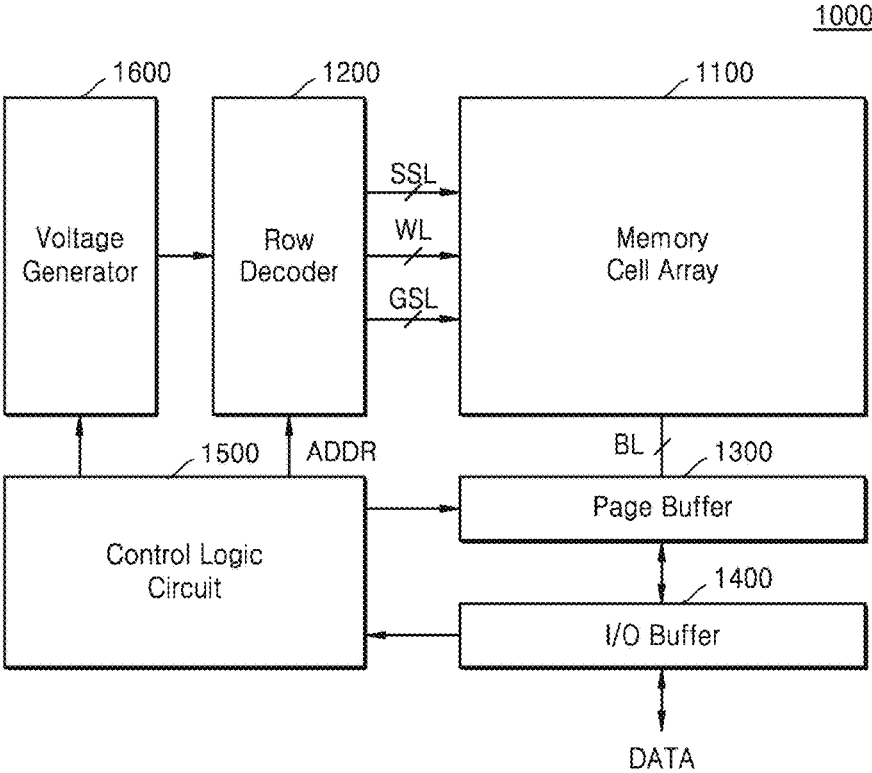 1000
1600
1200
1100
Voltage
Generator
Row
Decoder
SSL
WL
GSL
Memory
Cell Array
1500
ADDR
BL
1300
Control Logic
Circuit
Page Buffer
1400
I/O Buffer
DATA